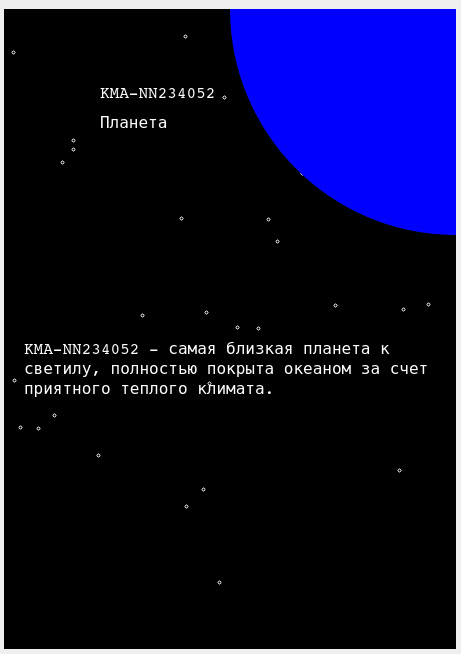 KMA-NN234052
Планета
KMA-NN234052 - самая близкая планета к
светилу, полностью покрыта океаном за счет
приятного теплого климата.